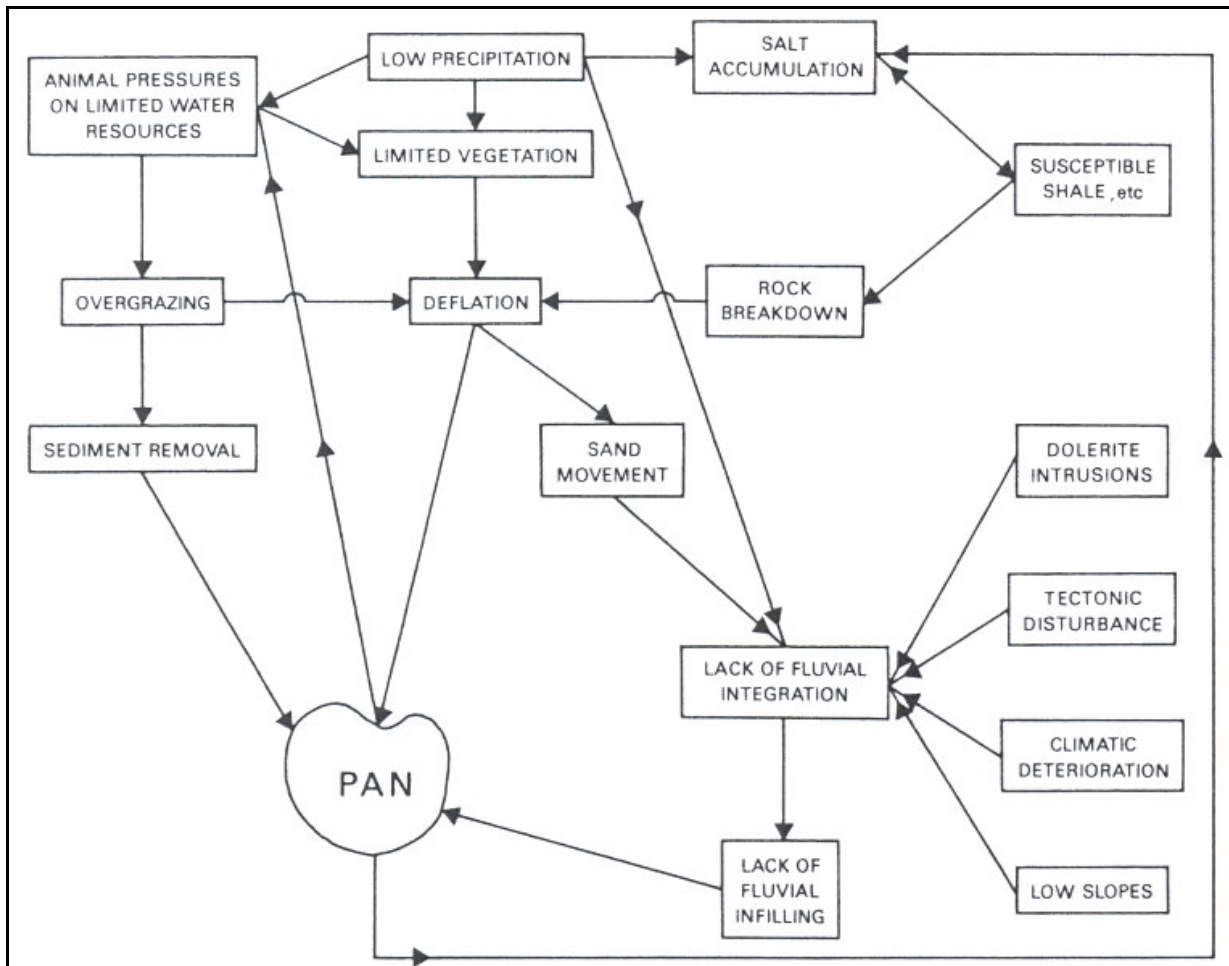 LOW PRECIPITATION
SALT
ACCUMULATION
ANIMAL PRESSURES
ON LIMITED WATER
RESOURCES
LIMITED VEGETATION
SUSCEPTIBLE
SHALE, etc
OVERGRAZING
DEFLATION
ROCK
BREAKDOWN
SEDIMENT REMOVAL
SAND
MOVEMENT
DOLERITE
INTRUSIONS
TECTONIC
DISTURBANCE
LACK OF FLUVIAL
INTEGRATION
CLIMATIC
DETERIORATION
PAN
LACK OF
FLUVIAL
INFILLING
LOW SLOPES